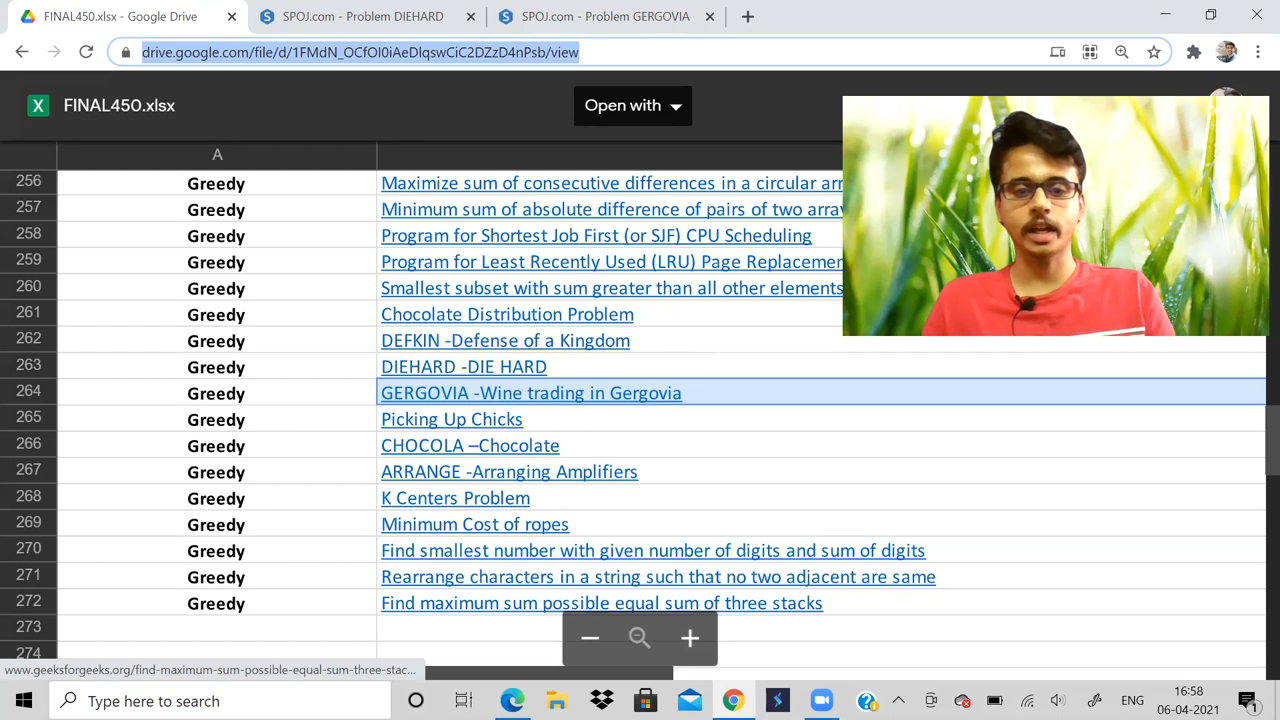 FINAL450.xlsx - Google Drive
SPOJ.com - Problem DIEHARD
SPOJ.com - Problem GERGOVIA
drive.google.com/file/d/1FMdN_OCfOI0iAeDlqswCiC2DZzD4nPsb/view
X FINAL450.xlsx
Open with
A
256 Greedy Maximize sum of consecutive differences in a circular arr
257 Greedy Minimum sum of absolute difference of pairs of two array
258 Greedy Program for Shortest Job First (or SJF) CPU Scheduling
259 Greedy Program for Least Recently Used (LRU) Page Replacemen
260 Greedy Smallest subset with sum greater than all other elements
261 Greedy Chocolate Distribution Problem
262 Greedy DEFKIN -Defense of a Kingdom
263 Greedy DIEHARD -DIE HARD
264 Greedy GERGOVIA -Wine trading in Gergovia
265 Greedy Picking Up Chicks
266 Greedy CHOCOLA –Chocolate
267 Greedy ARRANGE -Arranging Amplifiers
268 Greedy K Centers Problem
269 Greedy Minimum Cost of ropes
270 Greedy Find smallest number with given number of digits and sum of digits
271 Greedy Rearrange characters in a string such that no two adjacent are same
272 Greedy Find maximum sum possible equal sum of three stacks
273
274
www.geeksforgeeks.org/find-maximum-sum-possible-equal-sum-three-stac...
Type here to search
ENG
16:58
06-04-2021
1